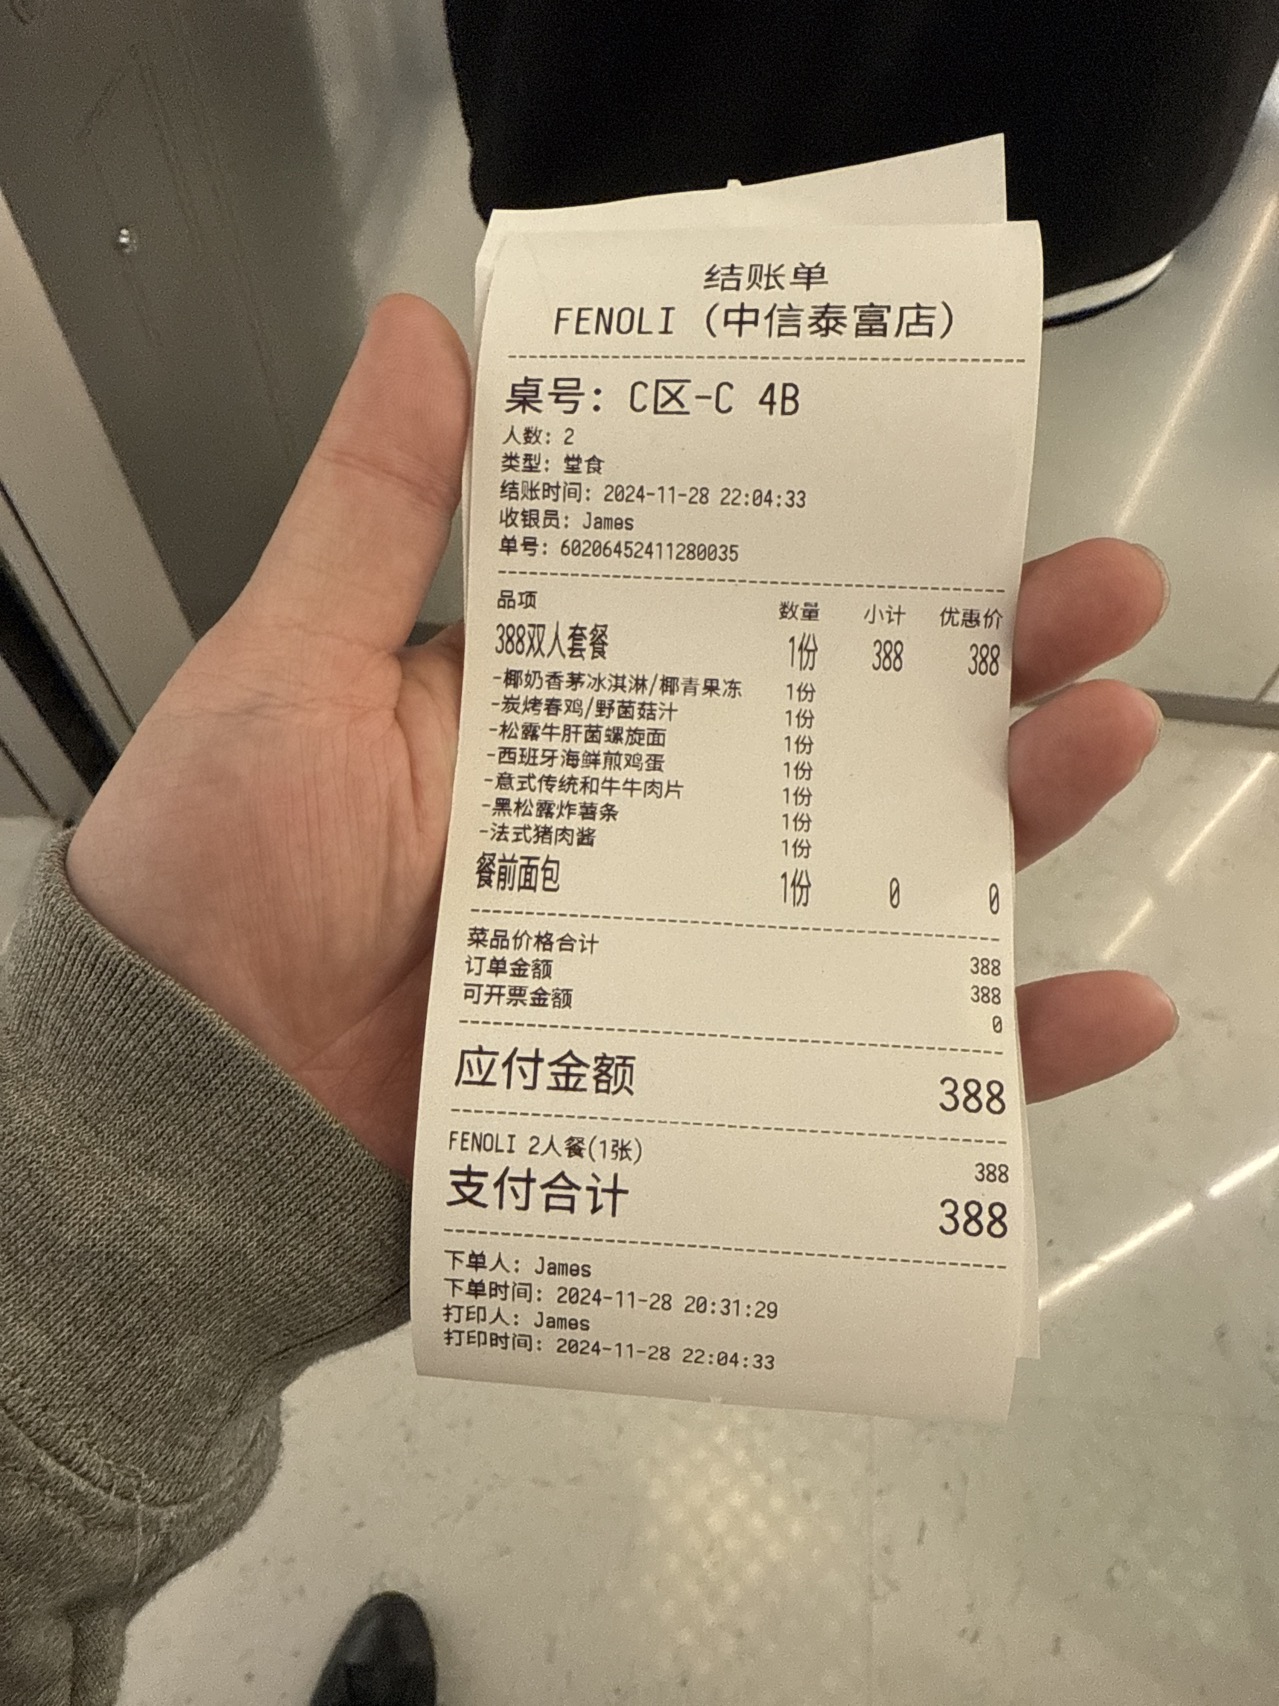 结账单
FENOLI (中信泰富店)
桌号: C区-C 4B
人数: 2
类型: 堂食
结账时间: 2024-11-28 22:04:33
收银员: James
单号: 60206452411280035
品项 数量 小计 优惠价
388双人套餐 1份 388 388
-椰奶香茅冰淇淋/椰青果冻 1份
-炭烤春鸡/野菌菇汁 1份
-松露牛肝菌螺旋面 1份
-西班牙海鲜煎鸡蛋 1份
-意式传统和牛牛肉片 1份
-黑松露炸薯条 1份
-法式猪肉酱 1份
餐前面包 1份 0 0
菜品价格合计 388
订单金额 388
可开票金额 0
应付金额 388
FENOLI 2人餐(1张) 388
支付合计 388
下单人: James
下单时间: 2024-11-28 20:31:29
打印人: James
打印时间: 2024-11-28 22:04:33